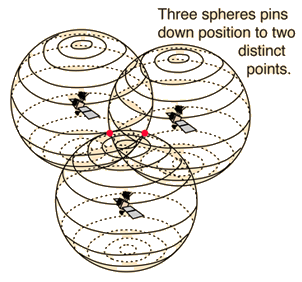 Three spheres pins
down position to two
distinct
points.